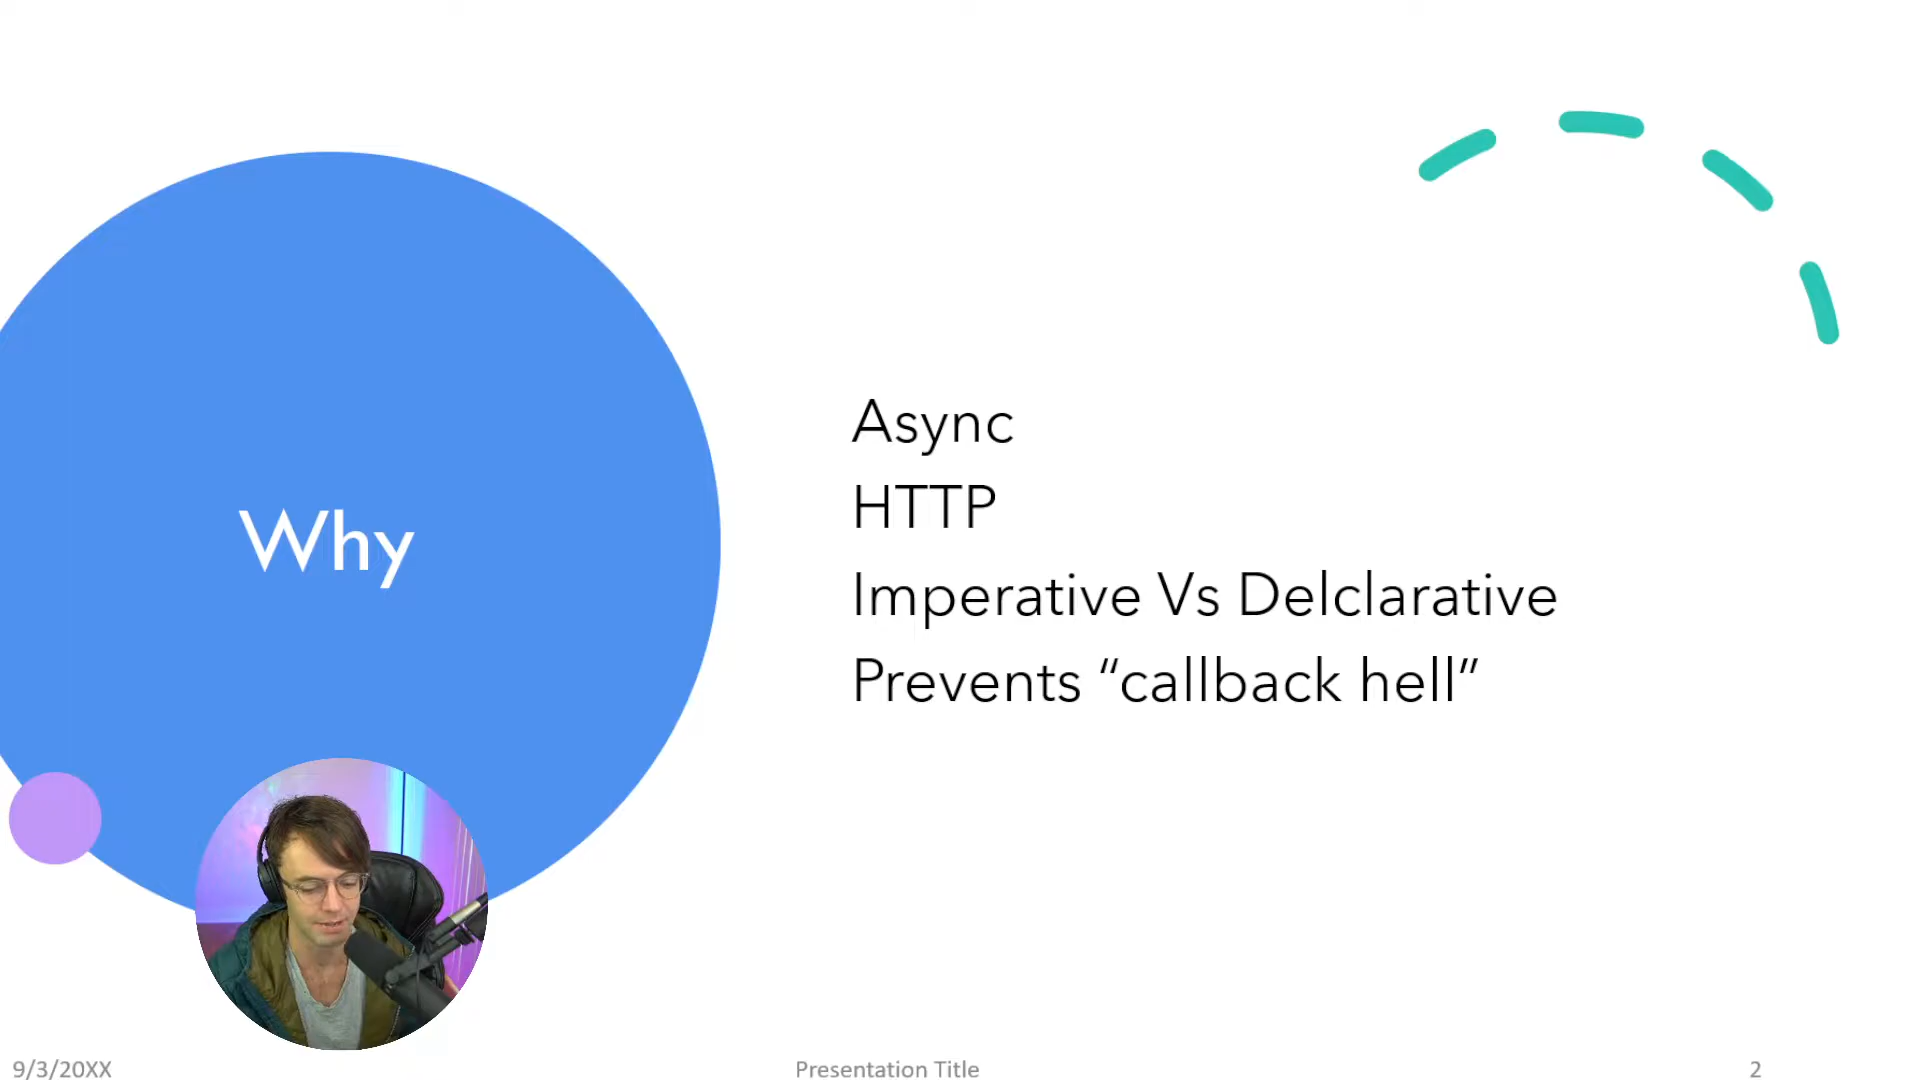 Why
Async
HTTP
Imperative Vs Delclarative
Prevents “callback hell”
9/3/20XX
Presentation Title
2